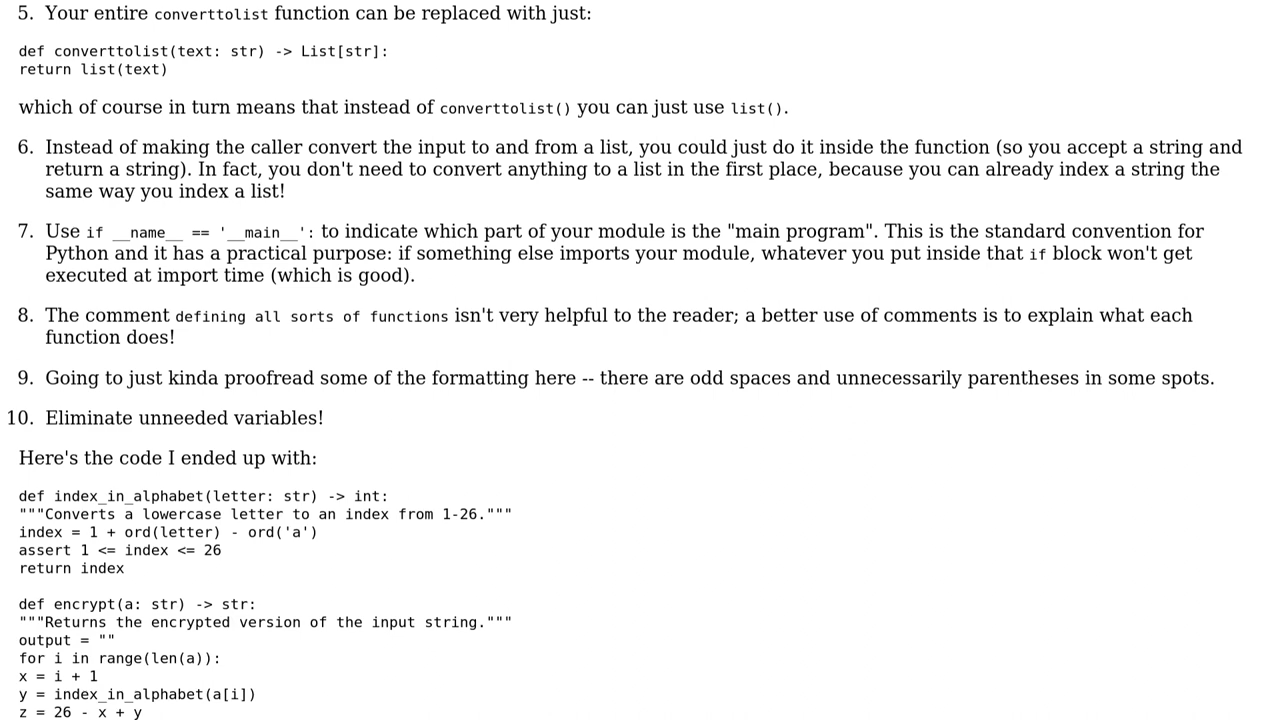 5. Your entire converttolist function can be replaced with just:
def converttolist(text: str) -> List[str]:
return list(text)
which of course in turn means that instead of converttolist() you can just use list().
6. Instead of making the caller convert the input to and from a list, you could just do it inside the function (so you accept a string and
return a string). In fact, you don't need to convert anything to a list in the first place, because you can already index a string the
same way you index a list!
7. Use if __name__ == '__main__': to indicate which part of your module is the "main program". This is the standard convention for
Python and it has a practical purpose: if something else imports your module, whatever you put inside that if block won't get
executed at import time (which is good).
8. The comment defining all sorts of functions isn't very helpful to the reader; a better use of comments is to explain what each
function does!
9. Going to just kinda proofread some of the formatting here -- there are odd spaces and unnecessarily parentheses in some spots.
10. Eliminate unneeded variables!
Here's the code I ended up with:
def index_in_alphabet(letter: str) -> int:
"""Converts a lowercase letter to an index from 1-26."""
index = 1 + ord(letter) - ord('a')
assert 1 <= index <= 26
return index
def encrypt(a: str) -> str:
"""Returns the encrypted version of the input string."""
output = ""
for i in range(len(a)):
x = i + 1
y = index_in_alphabet(a[i])
z = 26 - x + y